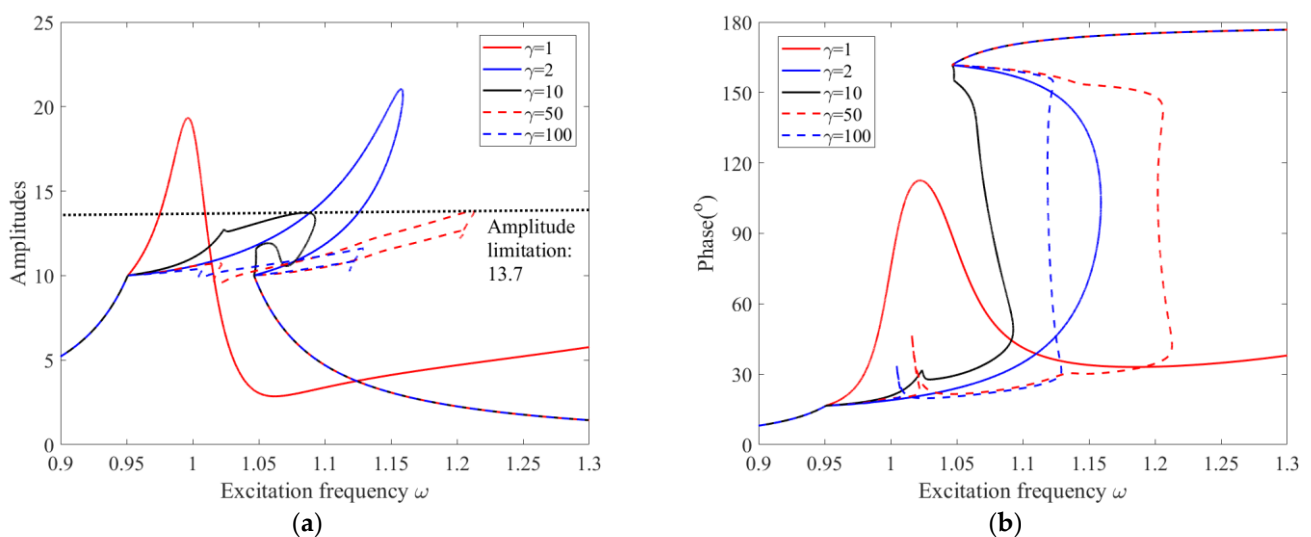 25
20
15
10
5
0
Amplitudes
γ=1
γ=2
γ=10
γ=50
γ=100
Amplitude
limitation:
13.7
0.9 0.95 1 1.05 1.1 1.15 1.2 1.25 1.3
Excitation frequency ω
(a)
180
150
120
90
60
30
0
Phase(°)
γ=1
γ=2
γ=10
γ=50
γ=100
0.9 0.95 1 1.05 1.1 1.15 1.2 1.25 1.3
Excitation frequency ω
(b)